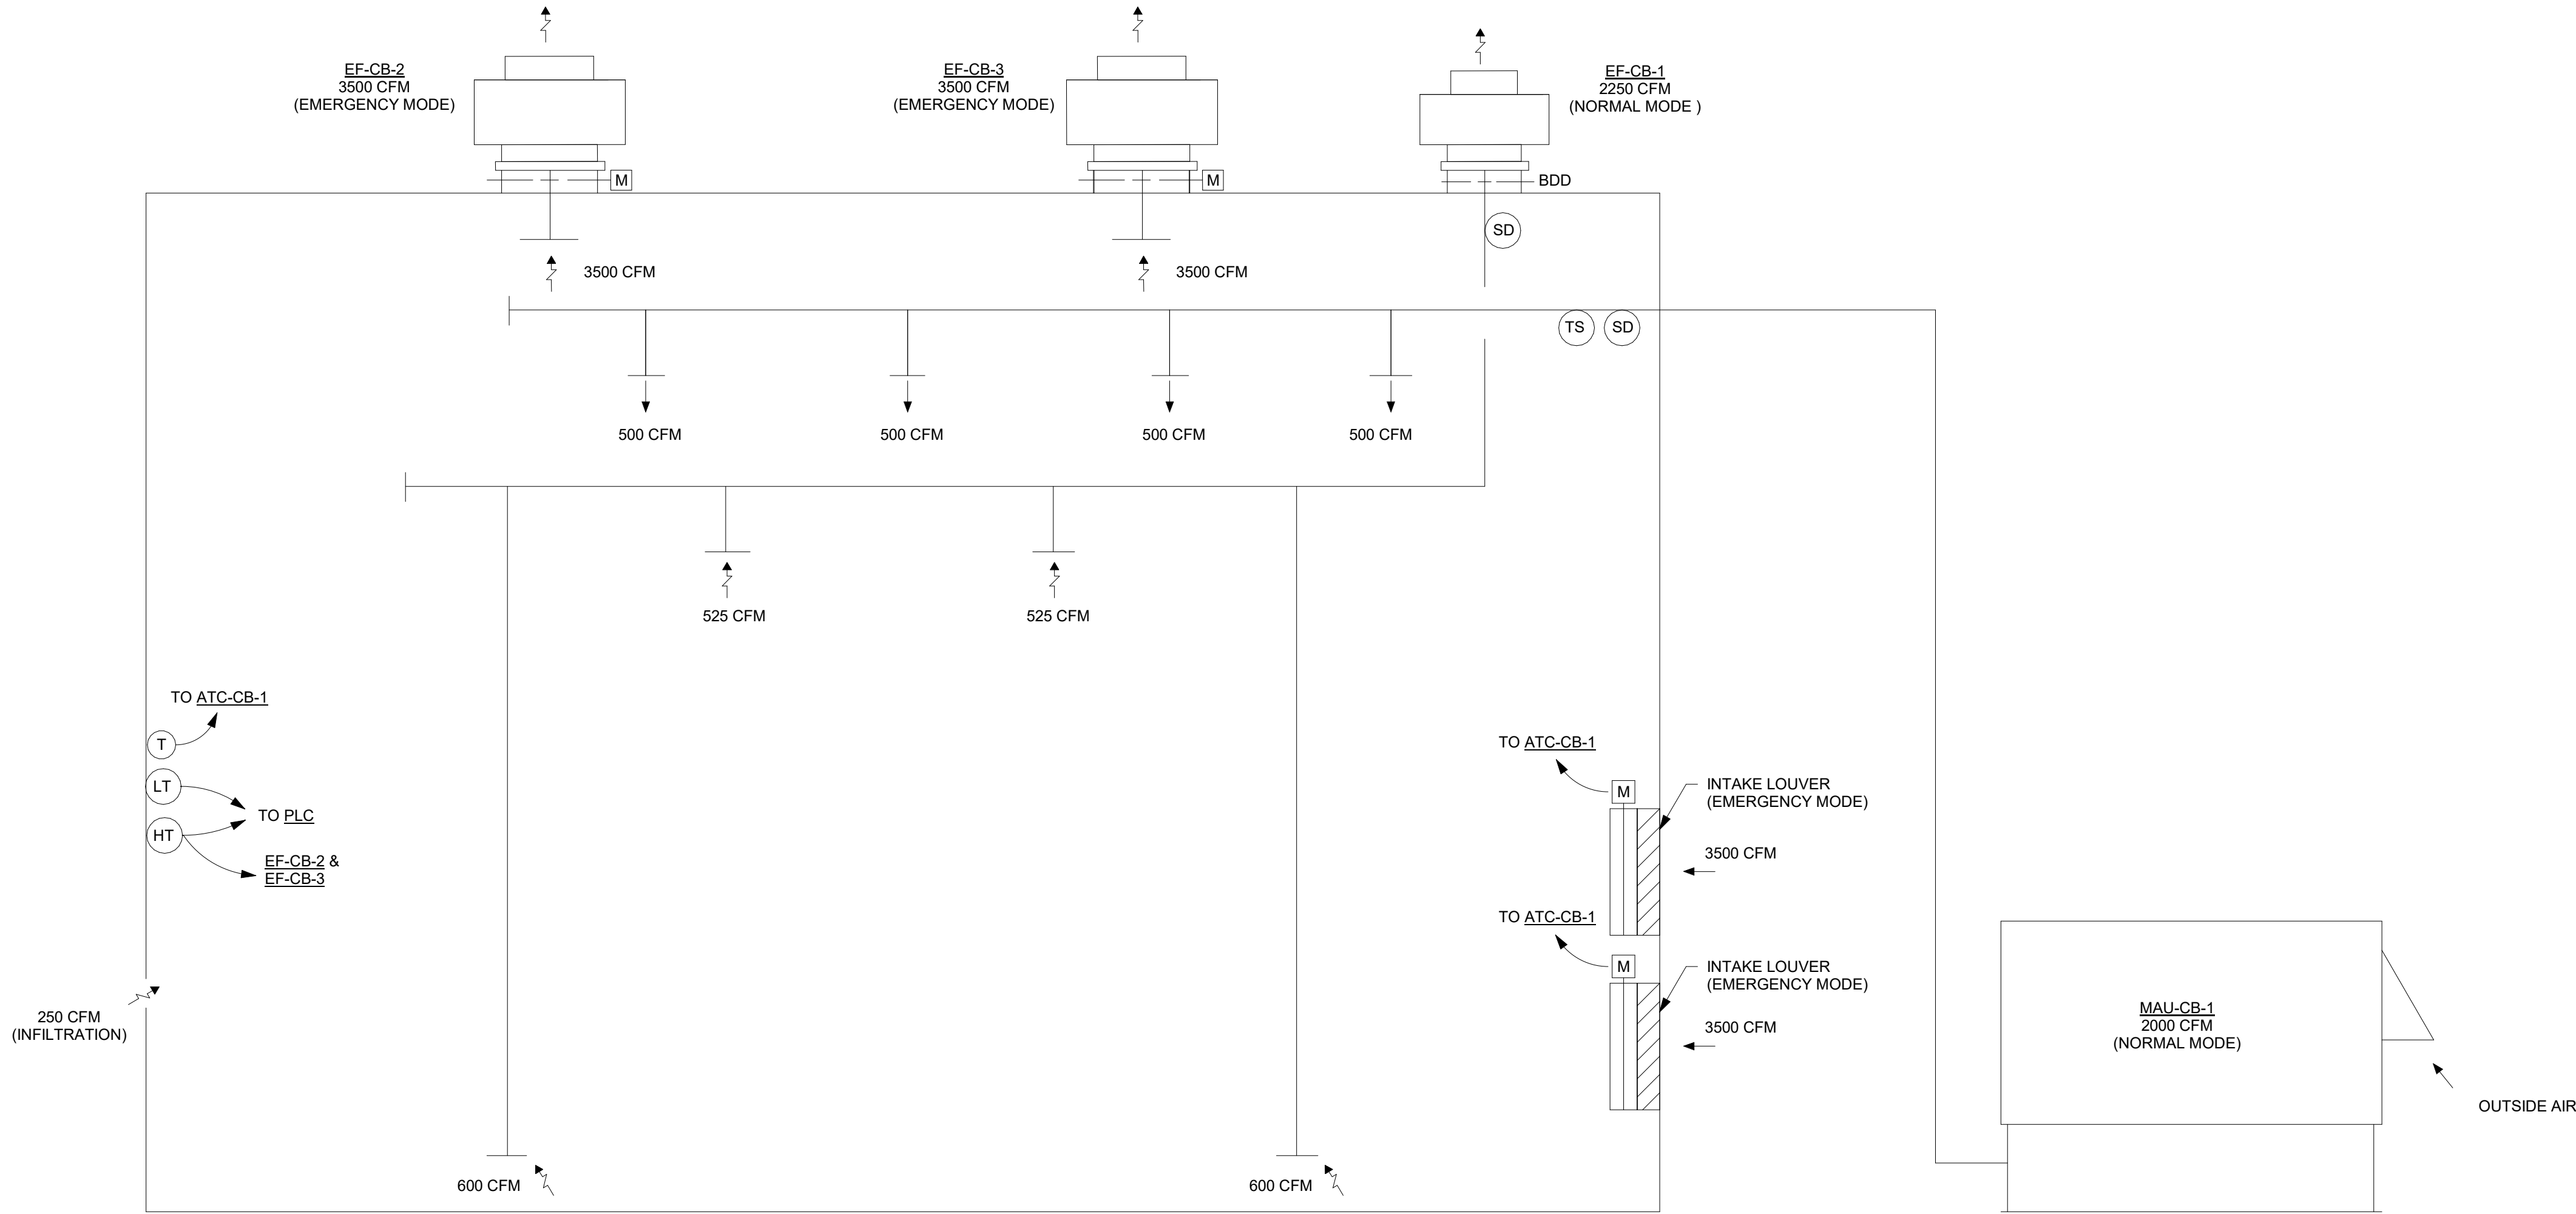 EF-CB-2
3500 CFM
(EMERGENCY MODE)
EF-CB-3
3500 CFM
(EMERGENCY MODE)
EF-CB-1
2250 CFM
(NORMAL MODE )
M
M
BDD
SD
3500 CFM
3500 CFM
TS
SD
500 CFM
500 CFM
500 CFM
500 CFM
525 CFM
525 CFM
TO ATC-CB-1
T
LT
TO PLC
HT
EF-CB-2 &
EF-CB-3
250 CFM
(INFILTRATION)
600 CFM
600 CFM
TO ATC-CB-1
M
INTAKE LOUVER
(EMERGENCY MODE)
3500 CFM
TO ATC-CB-1
M
INTAKE LOUVER
(EMERGENCY MODE)
3500 CFM
MAU-CB-1
2000 CFM
(NORMAL MODE)
OUTSIDE AIR